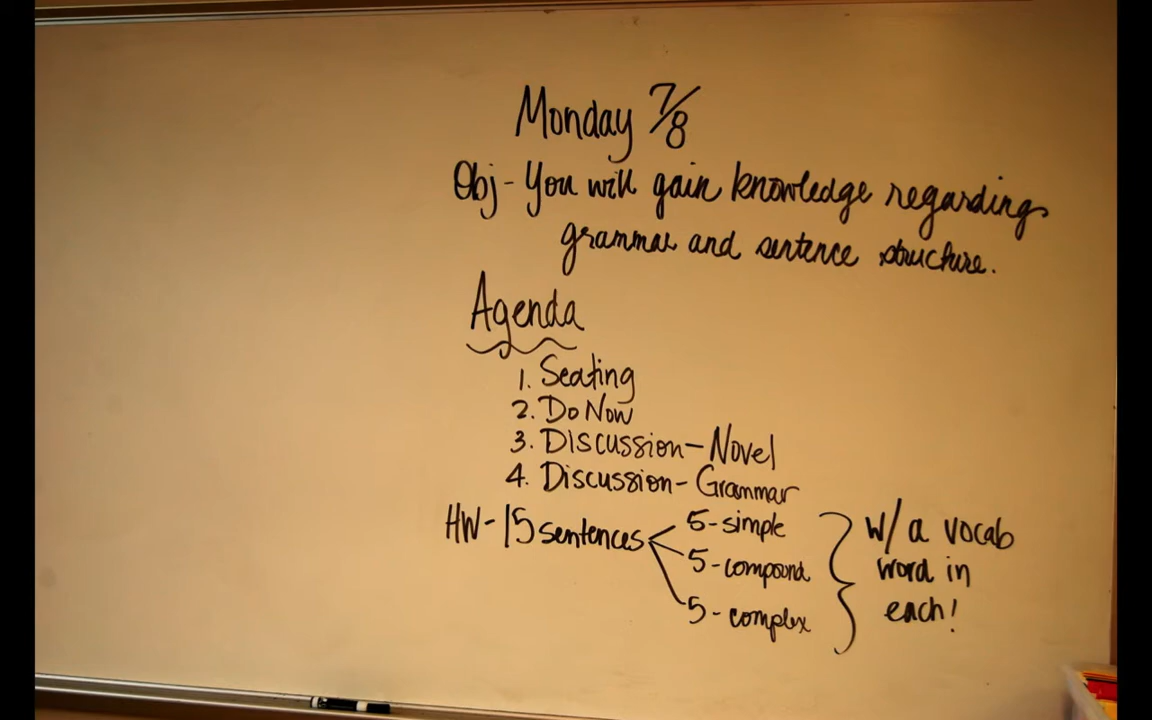 Monday 7/8
Obj - You will gain knowledge regarding
grammar and sentence structure.
Agenda
1. Seating
2. Do Now
3. Discussion - Novel
4. Discussion - Grammar
HW - 15 sentences
5 - simple
5 - compound
5 - complex
w/ a vocab
word in
each!